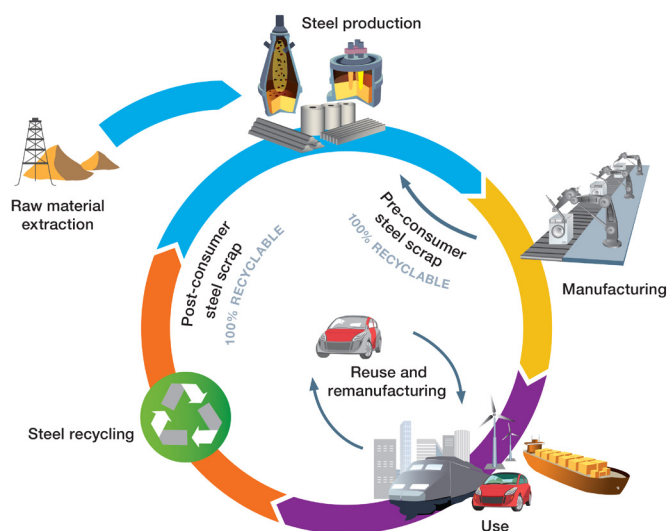 Steel production
Raw material
extraction
Pre-consumer
steel scrap
100% RECYCLABLE
Manufacturing
Post-consumer
steel scrap
100% RECYCLABLE
Reuse and
remanufacturing
Steel recycling
Use